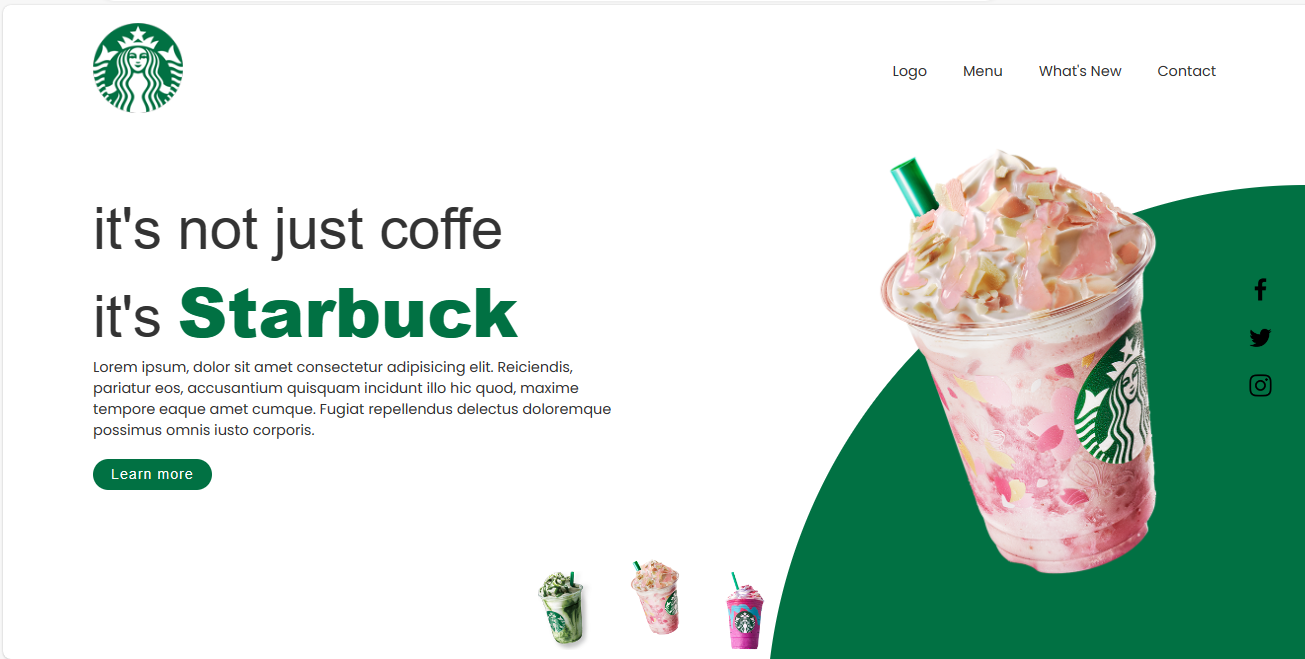 Logo Menu What's New Contact
it's not just coffe
it's Starbuck
Lorem ipsum, dolor sit amet consectetur adipisicing elit. Reiciendis,
pariatur eos, accusantium quisquam incidunt illo hic quod, maxime
tempore eaque amet cumque. Fugiat repellendus delectus doloremque
possimus omnis iusto corporis.
Learn more